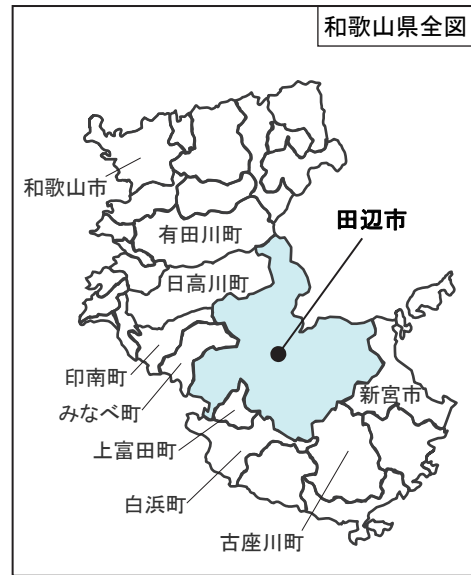 和歌山県全図
和歌山市
有田川町
田辺市
日高川町
印南町
みなべ町
新宮市
上富田町
白浜町
古座川町